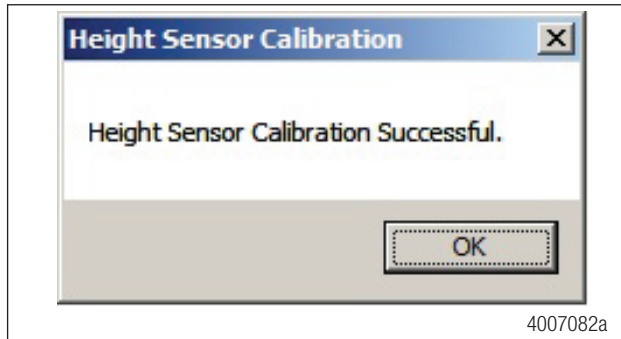 Height Sensor Calibration
Height Sensor Calibration Successful.
OK
4007082a